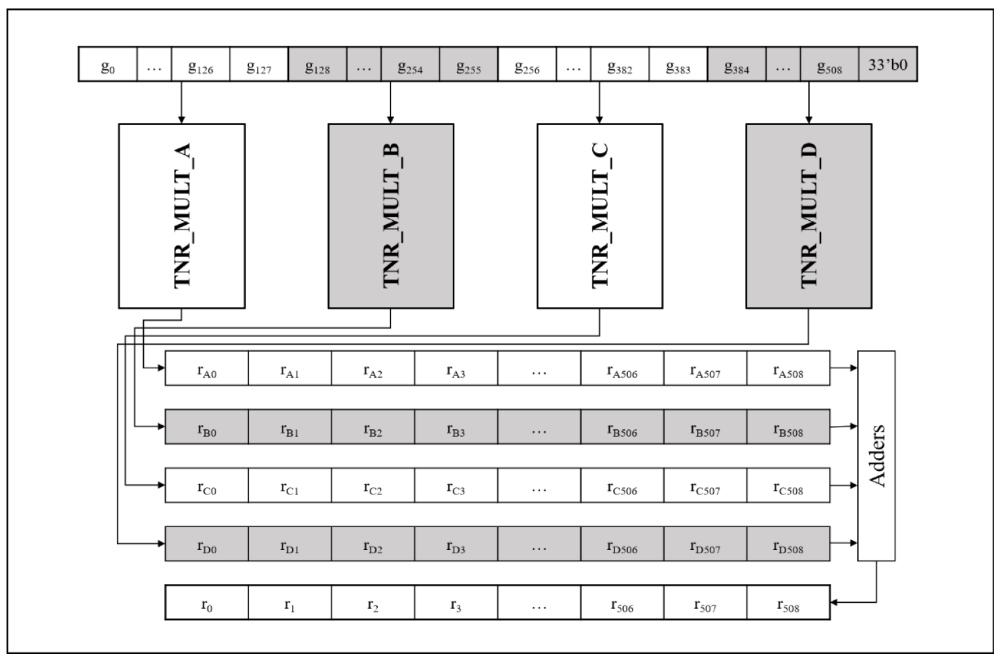 g0 … g126 g127 g128 … g254 g255 g256 … g382 g383 g384 … g508 33’b0
TNR_MULT_A
TNR_MULT_B
TNR_MULT_C
TNR_MULT_D
rA0 rA1 rA2 rA3 … rA506 rA507 rA508
rB0 rB1 rB2 rB3 … rB506 rB507 rB508
rC0 rC1 rC2 rC3 … rC506 rC507 rC508
rD0 rD1 rD2 rD3 … rD506 rD507 rD508
Adders
r0 r1 r2 r3 … r506 r507 r508